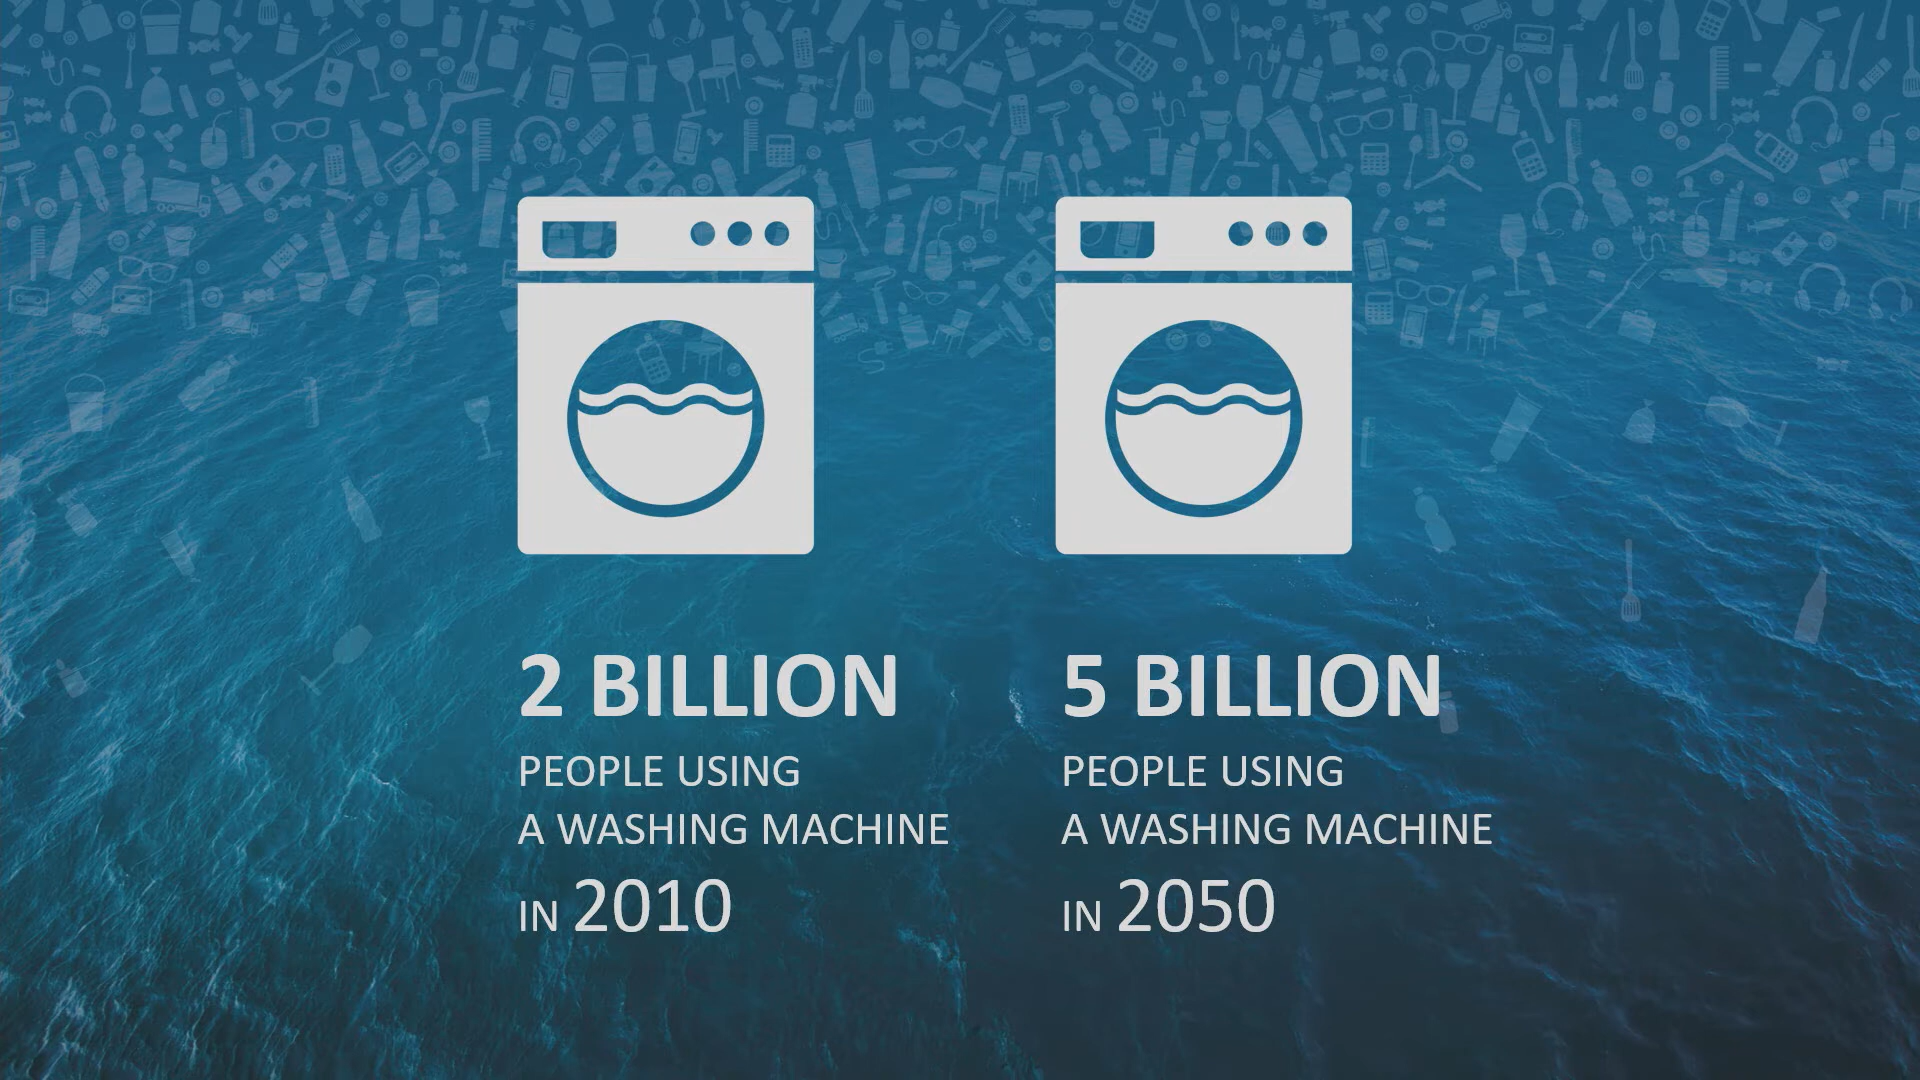 2 BILLION
PEOPLE USING
A WASHING MACHINE
IN 2010
5 BILLION
PEOPLE USING
A WASHING MACHINE
IN 2050